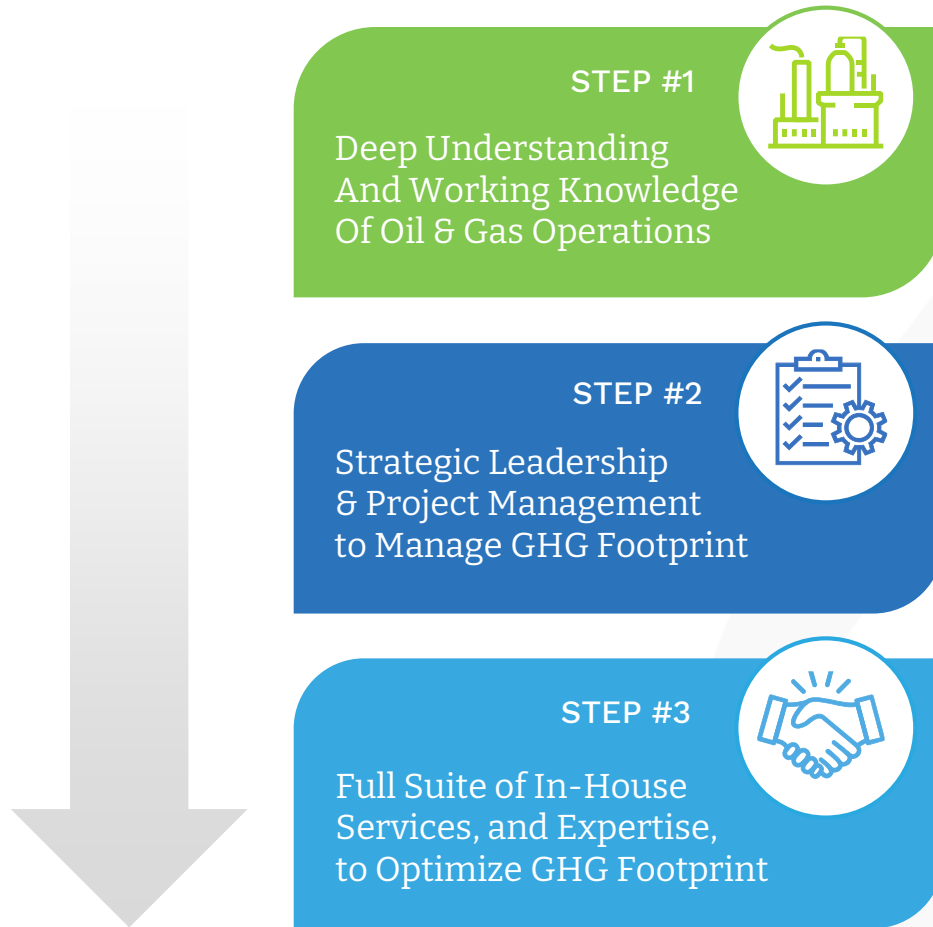 STEP #1
Deep Understanding
And Working Knowledge
Of Oil & Gas Operations
STEP #2
Strategic Leadership
& Project Management
to Manage GHG Footprint
STEP #3
Full Suite of In-House
Services, and Expertise,
to Optimize GHG Footprint